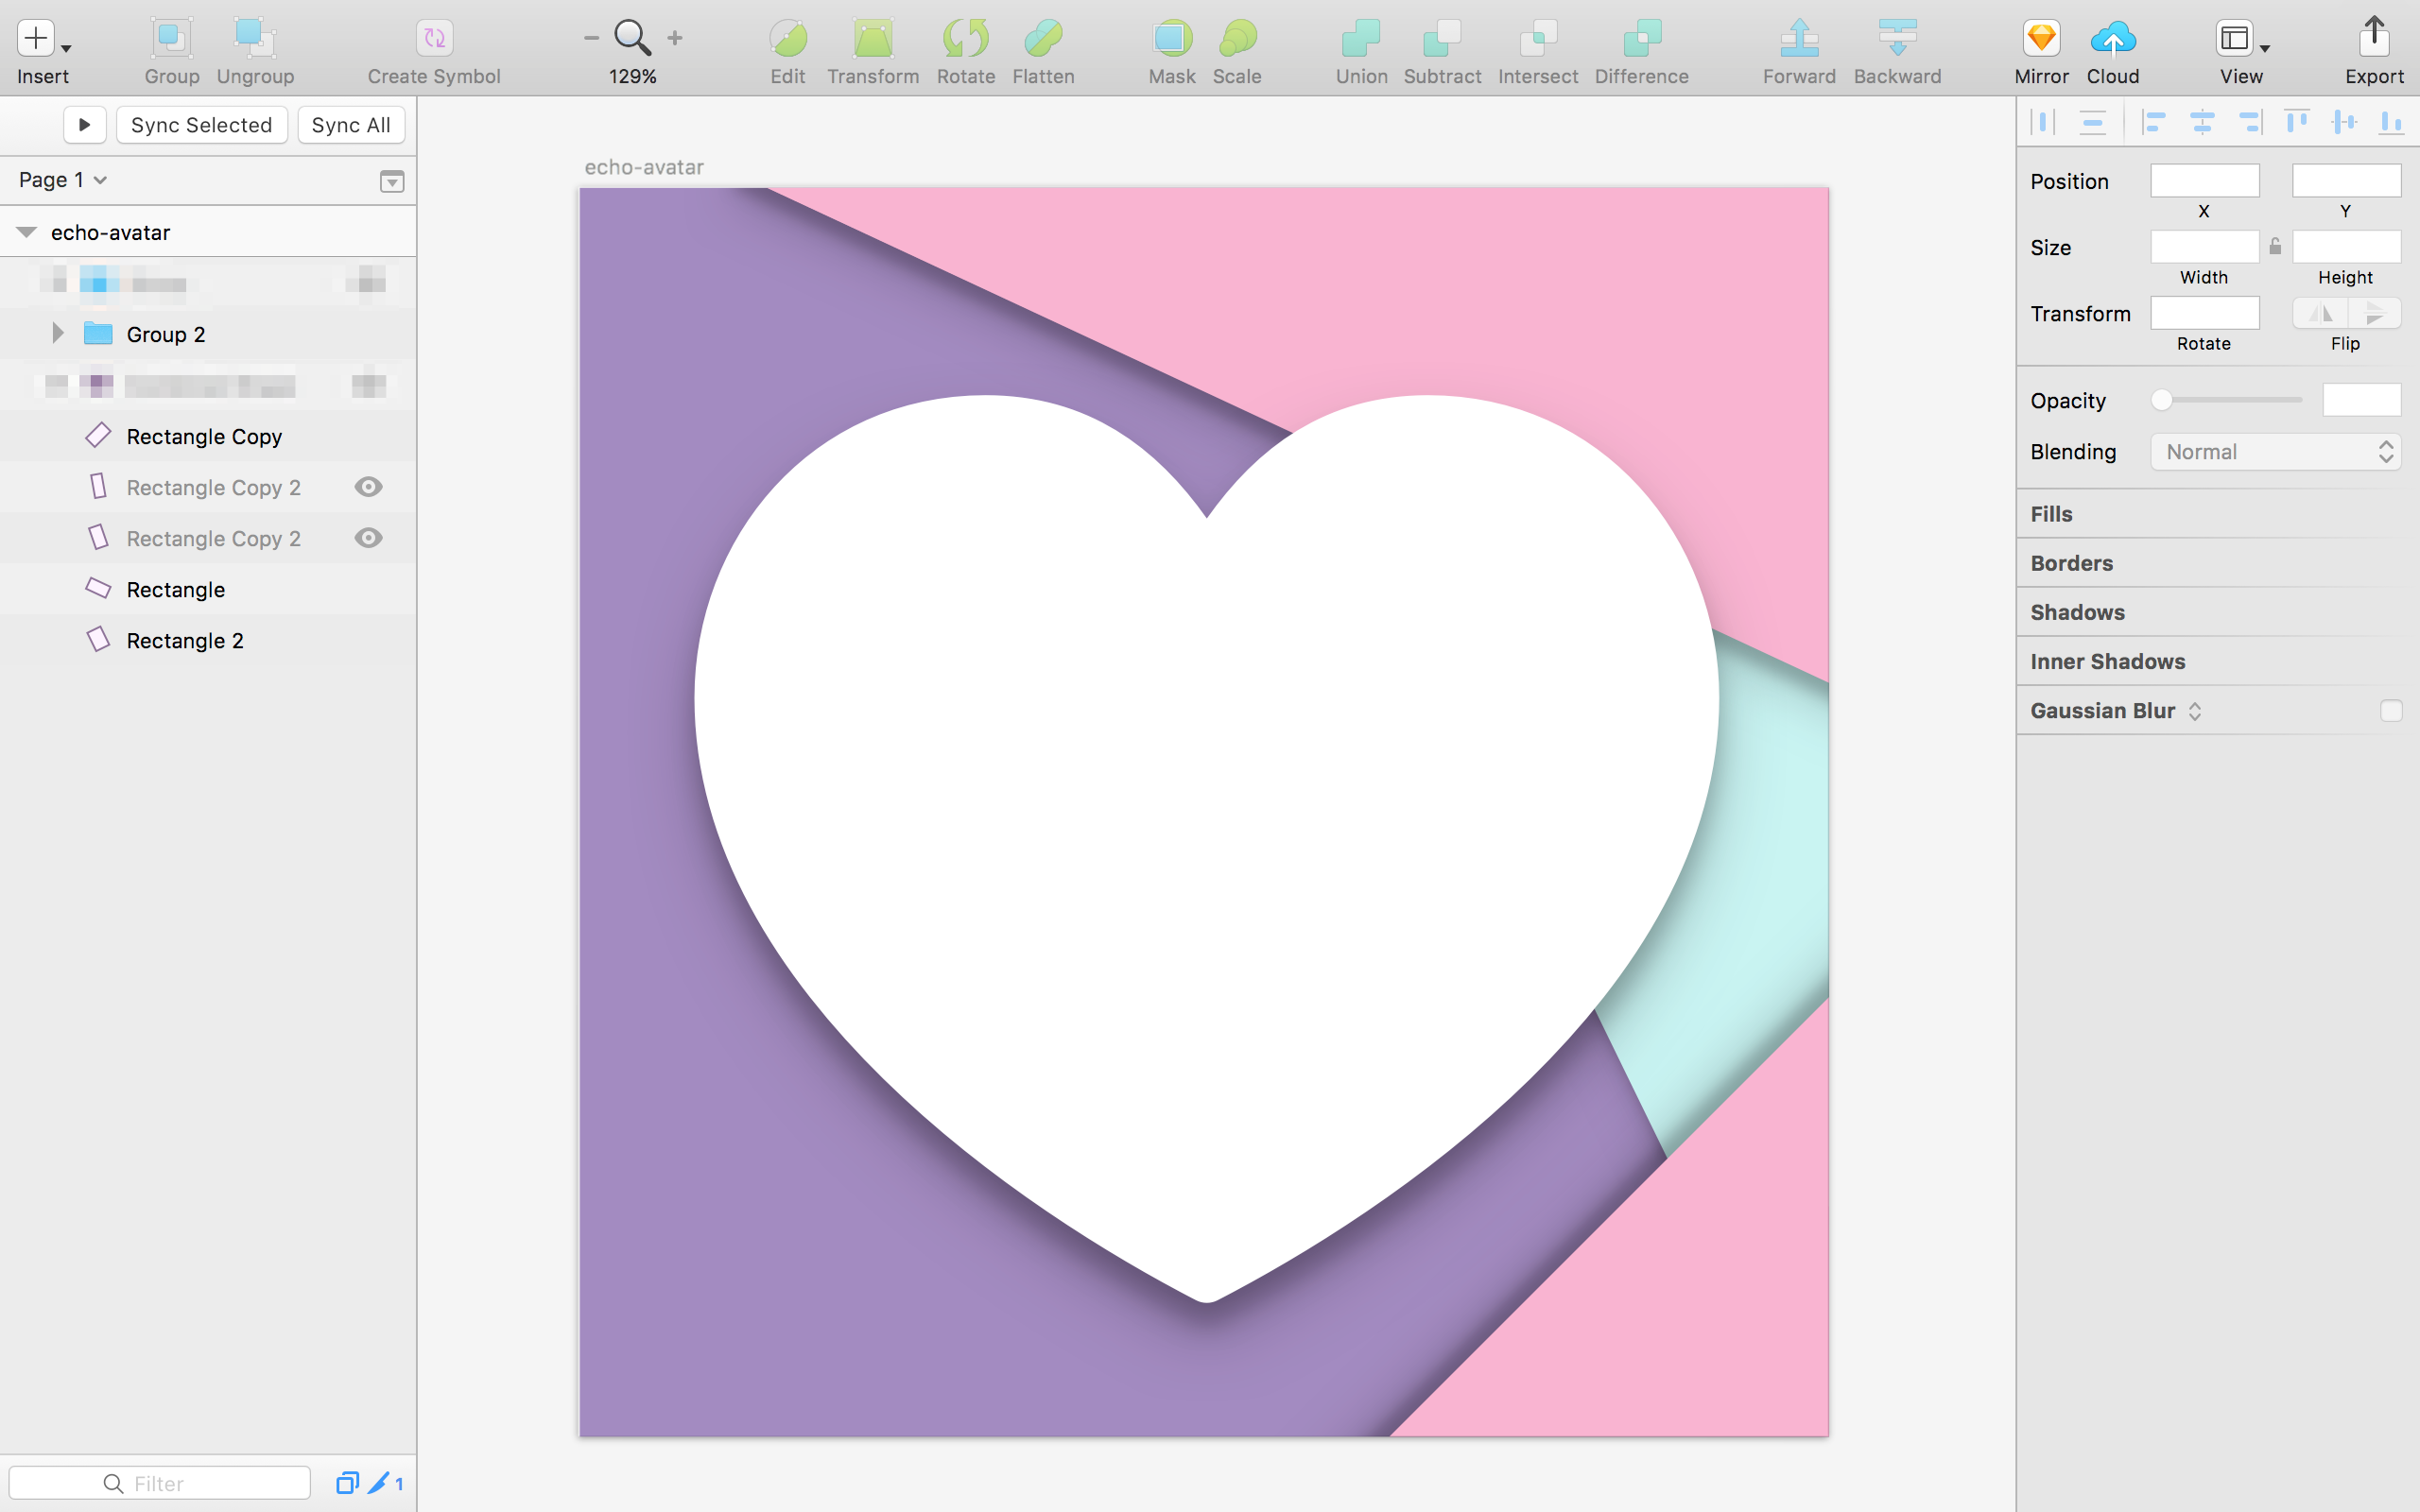 Insert Group Ungroup Create Symbol 129% Edit Transform Rotate Flatten Mask Scale Union Subtract Intersect Difference Forward Backward Mirror Cloud View Export
Sync Selected Sync All
Page 1
echo-avatar
Group 2
Rectangle Copy
Rectangle Copy 2
Rectangle Copy 2
Rectangle
Rectangle 2
Filter 1
echo-avatar
Position
X Y
Size
Width Height
Transform
Rotate Flip
Opacity
Blending Normal
Fills
Borders
Shadows
Inner Shadows
Gaussian Blur